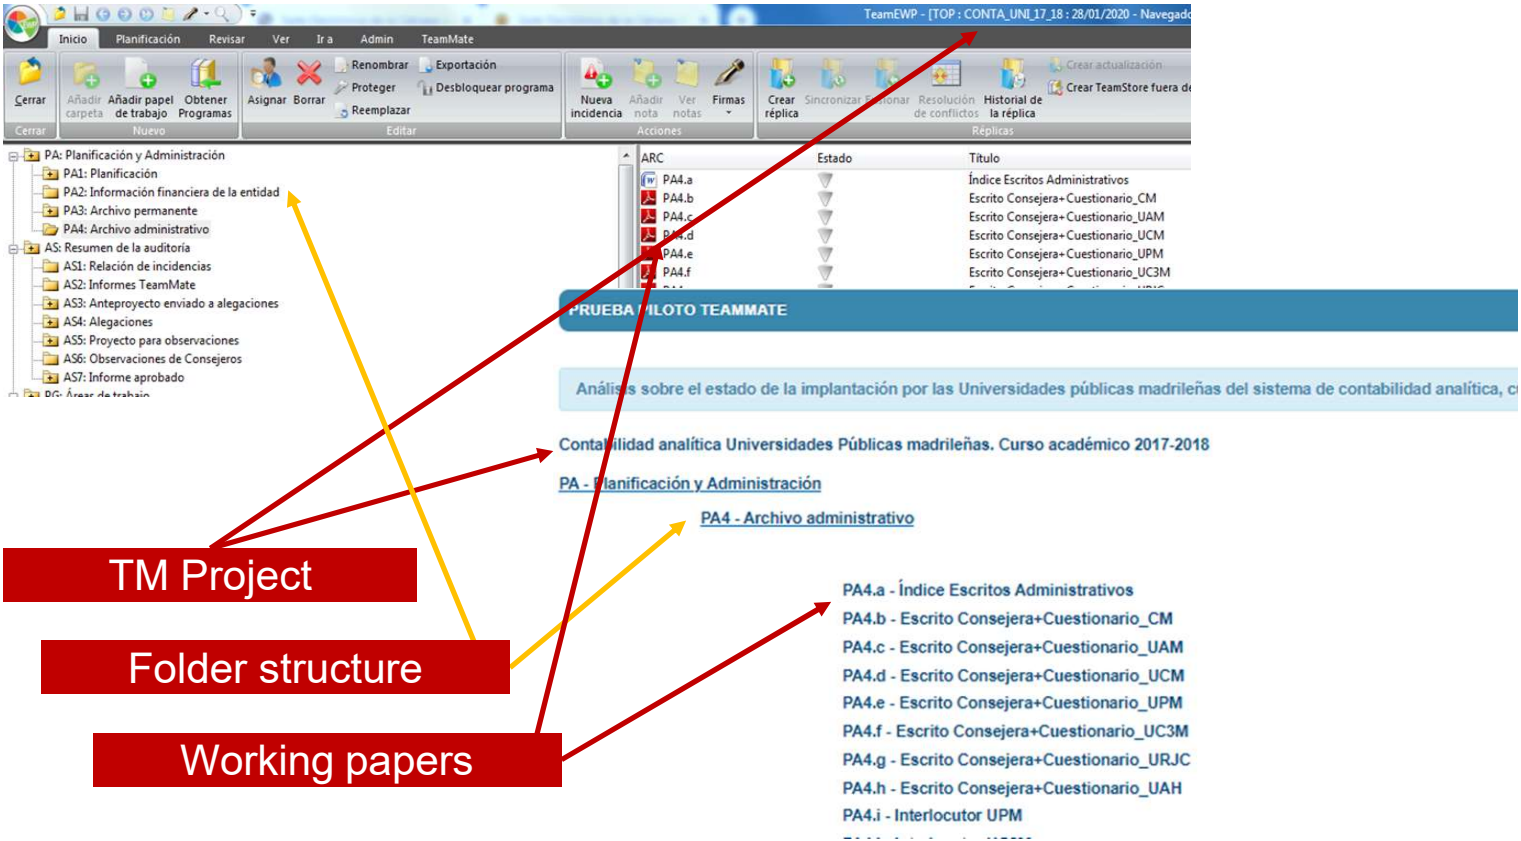 TeamEWP - [TOP : CONTA_UNI_17_18 : 28/01/2020 - Navegado
Inicio Planificación Revisar Ver Ir a Admin TeamMate
Cerrar
Añadir carpeta
Añadir papel de trabajo
Obtener Programas
Asignar Borrar
Renombrar
Proteger
Reemplazar
Exportación
Desbloquear programa
Nueva incidencia
Añadir nota
Ver notas
Firmas
Crear réplica
Sincronizar
Resolución de conflictos
Historial de la réplica
Crear actualización
Crear TeamStore fuera de
Cerrar Nuevo Editar Acciones Réplicas
PA: Planificación y Administración
PA1: Planificación
PA2: Información financiera de la entidad
PA3: Archivo permanente
PA4: Archivo administrativo
AS: Resumen de la auditoría
AS1: Relación de incidencias
AS2: Informes TeamMate
AS3: Anteproyecto enviado a alegaciones
AS4: Alegaciones
AS5: Proyecto para observaciones
AS6: Observaciones de Consejeros
AS7: Informe aprobado
PG: Áreas de trabajo
ARC Estado Título
PA4.a Índice Escritos Administrativos
PA4.b Escrito Consejera+Cuestionario_CM
PA4.c Escrito Consejera+Cuestionario_UAM
PA4.d Escrito Consejera+Cuestionario_UCM
PA4.e Escrito Consejera+Cuestionario_UPM
PA4.f Escrito Consejera+Cuestionario_UC3M
PRUEBA PILOTO TEAMMATE
Análisis sobre el estado de la implantación por las Universidades públicas madrileñas del sistema de contabilidad analítica,
Contabilidad analítica Universidades Públicas madrileñas. Curso académico 2017-2018
PA - Planificación y Administración
PA4 - Archivo administrativo
PA4.a - Índice Escritos Administrativos
PA4.b - Escrito Consejera+Cuestionario_CM
PA4.c - Escrito Consejera+Cuestionario_UAM
PA4.d - Escrito Consejera+Cuestionario_UCM
PA4.e - Escrito Consejera+Cuestionario_UPM
PA4.f - Escrito Consejera+Cuestionario_UC3M
PA4.g - Escrito Consejera+Cuestionario_URJC
PA4.h - Escrito Consejera+Cuestionario_UAH
PA4.i - Interlocutor UPM
TM Project
Folder structure
Working papers